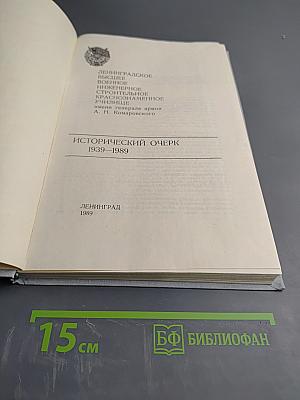 ЛЕНИНГРАДСКОЕ
ВЫСШЕЕ
ВОЕННОЕ
ИНЖЕНЕРНОЕ
СТРОИТЕЛЬНОЕ
КРАСНОЗНАМЕННОЕ
УЧИЛИЩЕ
имени генерала армии
А. Н. Комаровского
ИСТОРИЧЕСКИЙ ОЧЕРК
1939—1989
ЛЕНИНГРАД
1989
15 см
БФ БИБЛИОФАН